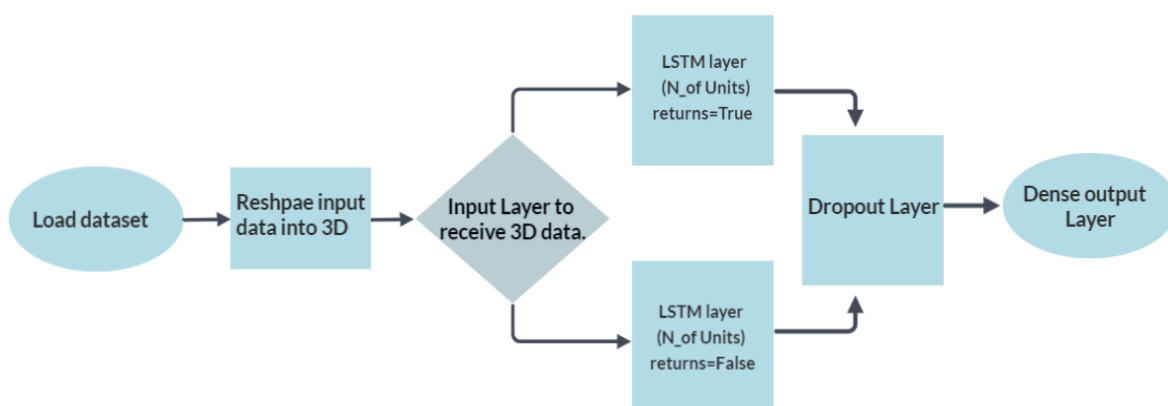 Load dataset
Reshpae input
data into 3D
Input Layer to
receive 3D data.
LSTM layer
(N_of Units)
returns=True
LSTM layer
(N_of Units)
returns=False
Dropout Layer
Dense output
Layer